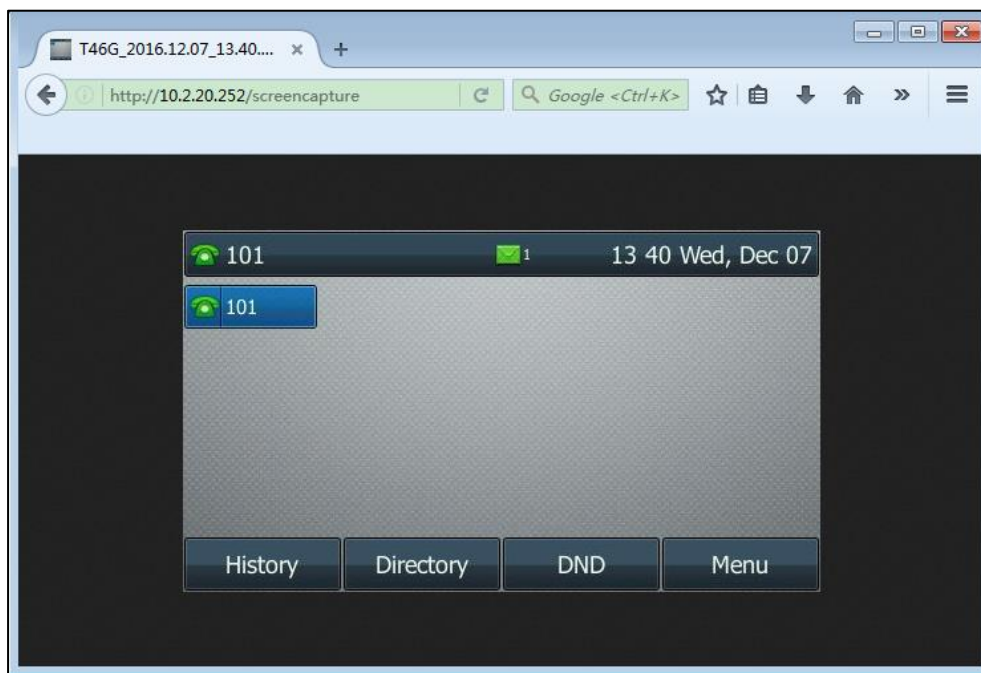 T46G_2016.12.07_13.40....
http://10.2.20.252/screencapture Google <Ctrl+K>
101 1 13 40 Wed, Dec 07
101
History Directory DND Menu